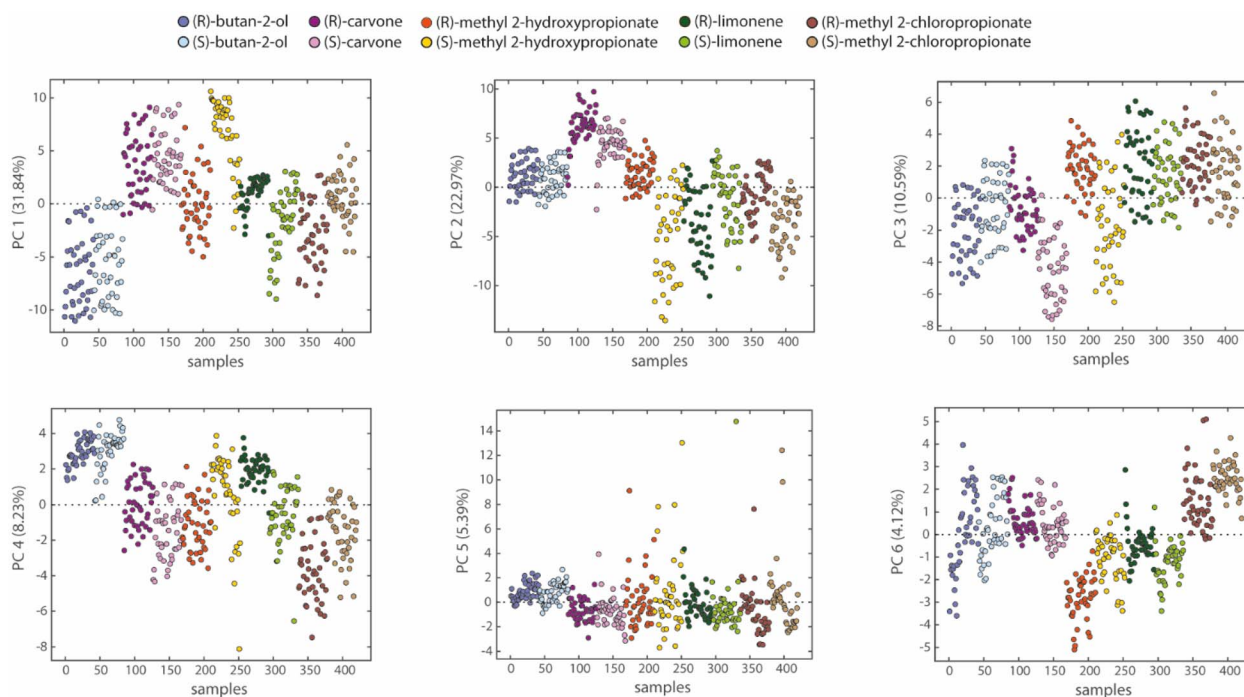 (R)-butan-2-ol (R)-carvone (R)-methyl 2-hydroxypropionate (R)-limonene (R)-methyl 2-chloropropionate
(S)-butan-2-ol (S)-carvone (S)-methyl 2-hydroxypropionate (S)-limonene (S)-methyl 2-chloropropionate
PC 1 (31.84%)
10
5
0
-5
-10
0 50 100 150 200 250 300 350 400
samples
PC 2 (22.97%)
10
5
0
-5
-10
0 50 100 150 200 250 300 350 400
samples
PC 3 (10.59%)
6
4
2
0
-2
-4
-6
-8
0 50 100 150 200 250 300 350 400
samples
PC 4 (8.23%)
4
2
0
-2
-4
-6
-8
0 50 100 150 200 250 300 350 400
samples
PC 5 (5.39%)
14
12
10
8
6
4
2
0
-2
-4
0 50 100 150 200 250 300 350 400
samples
PC 6 (4.12%)
5
4
3
2
1
0
-1
-2
-3
-4
-5
0 50 100 150 200 250 300 350 400
samples